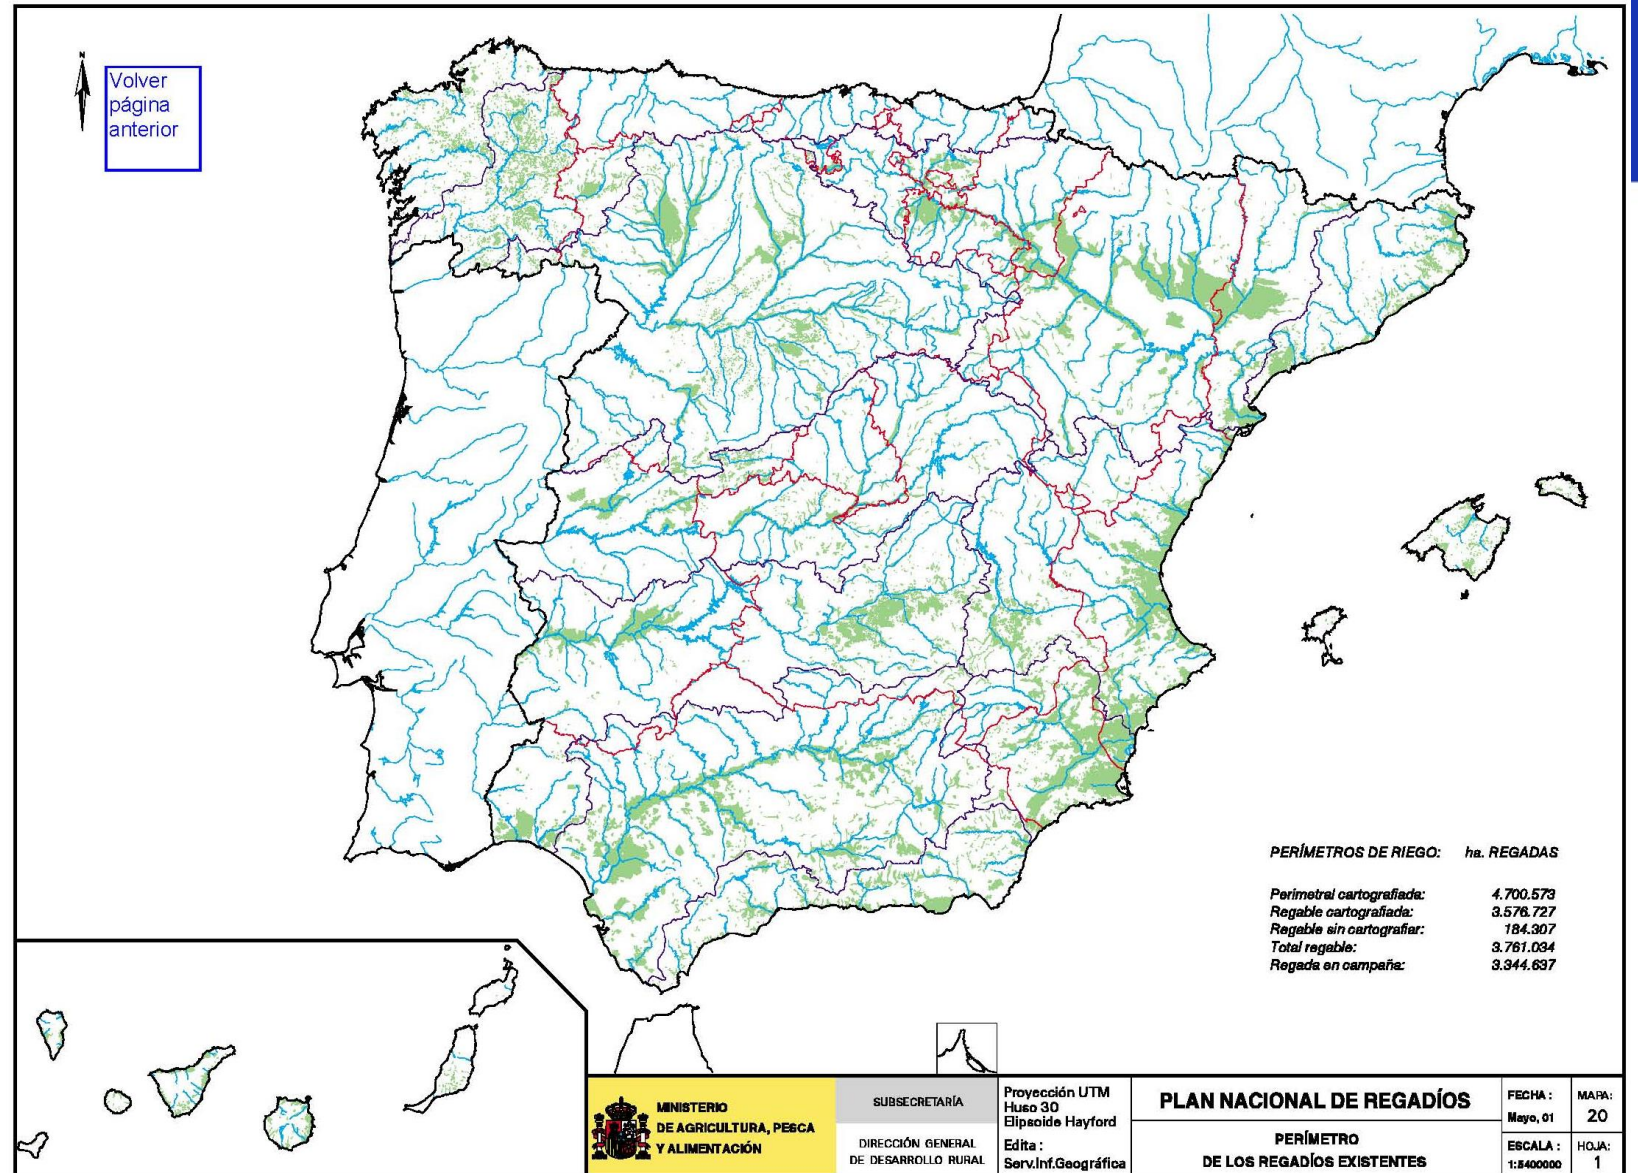 N
Volver
página
anterior
PERÍMETROS DE RIEGO: ha. REGADAS
Perimetral cartografiada: 4.700.573
Regable cartografiada: 3.576.727
Regable sin cartografiar: 184.307
Total regable: 3.761.034
Regada en campaña: 3.344.637
MINISTERIO
DE AGRICULTURA, PESCA
Y ALIMENTACIÓN
SUBSECRETARÍA
DIRECCIÓN GENERAL
DE DESARROLLO RURAL
Proyección UTM
Huso 30
Elipsoide Hayford
Edita :
Serv.Inf.Geográfica
PLAN NACIONAL DE REGADÍOS
PERÍMETRO
DE LOS REGADÍOS EXISTENTES
FECHA :
Mayo, 01
MAPA:
20
ESCALA :
1:5400000
HOJA:
1